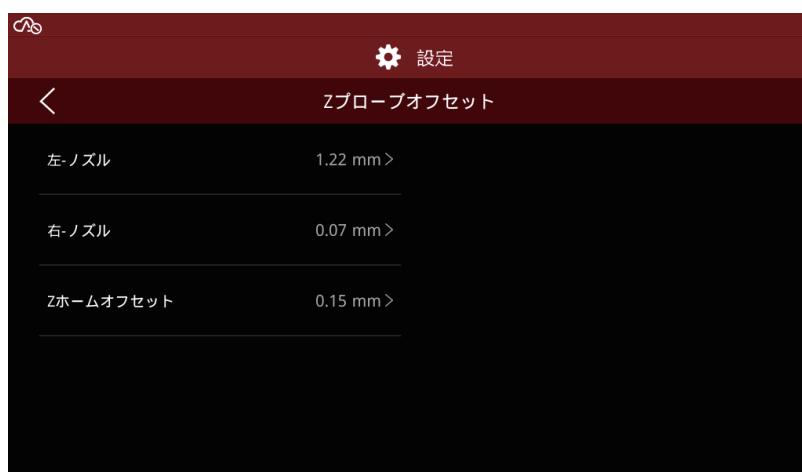 設定
Zプローブオフセット
左-ノズル 1.22 mm
右-ノズル 0.07 mm
Zホームオフセット 0.15 mm